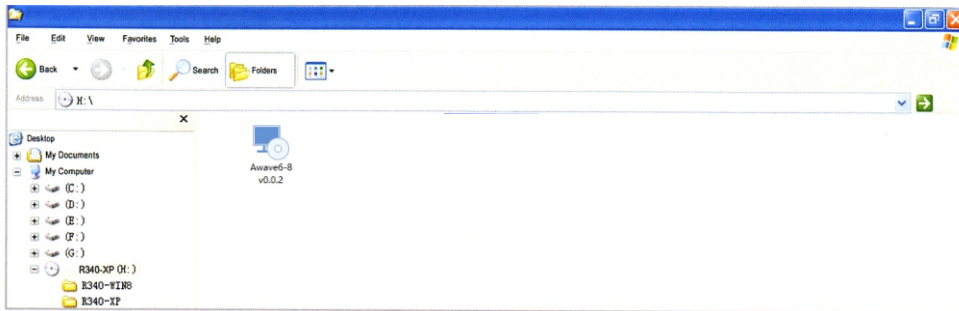 File Edit View Favorites Tools Help
Back Search Folders
Address H:\
Desktop
My Documents
My Computer
(C:)
(D:)
(E:)
(F:)
(G:)
R340-XP (H:)
R340-WIN8
R340-XP
Awave6-8
v0.0.2